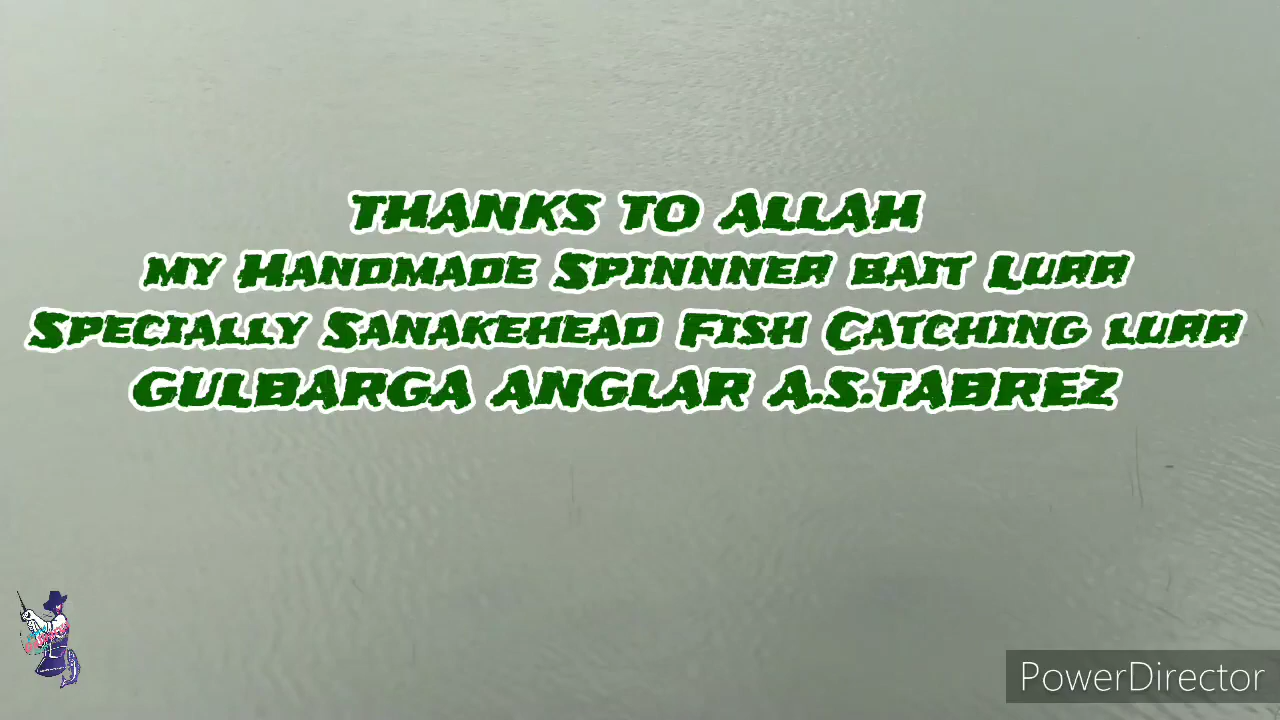 THANKS TO ALLAH
MY HANDMADE SPINNNER BAIT LURR
SPECIALLY SANAKEHEAD FISH CATCHING LURR
GULBARGA ANGLAR A.S.TABREZ
PowerDirector